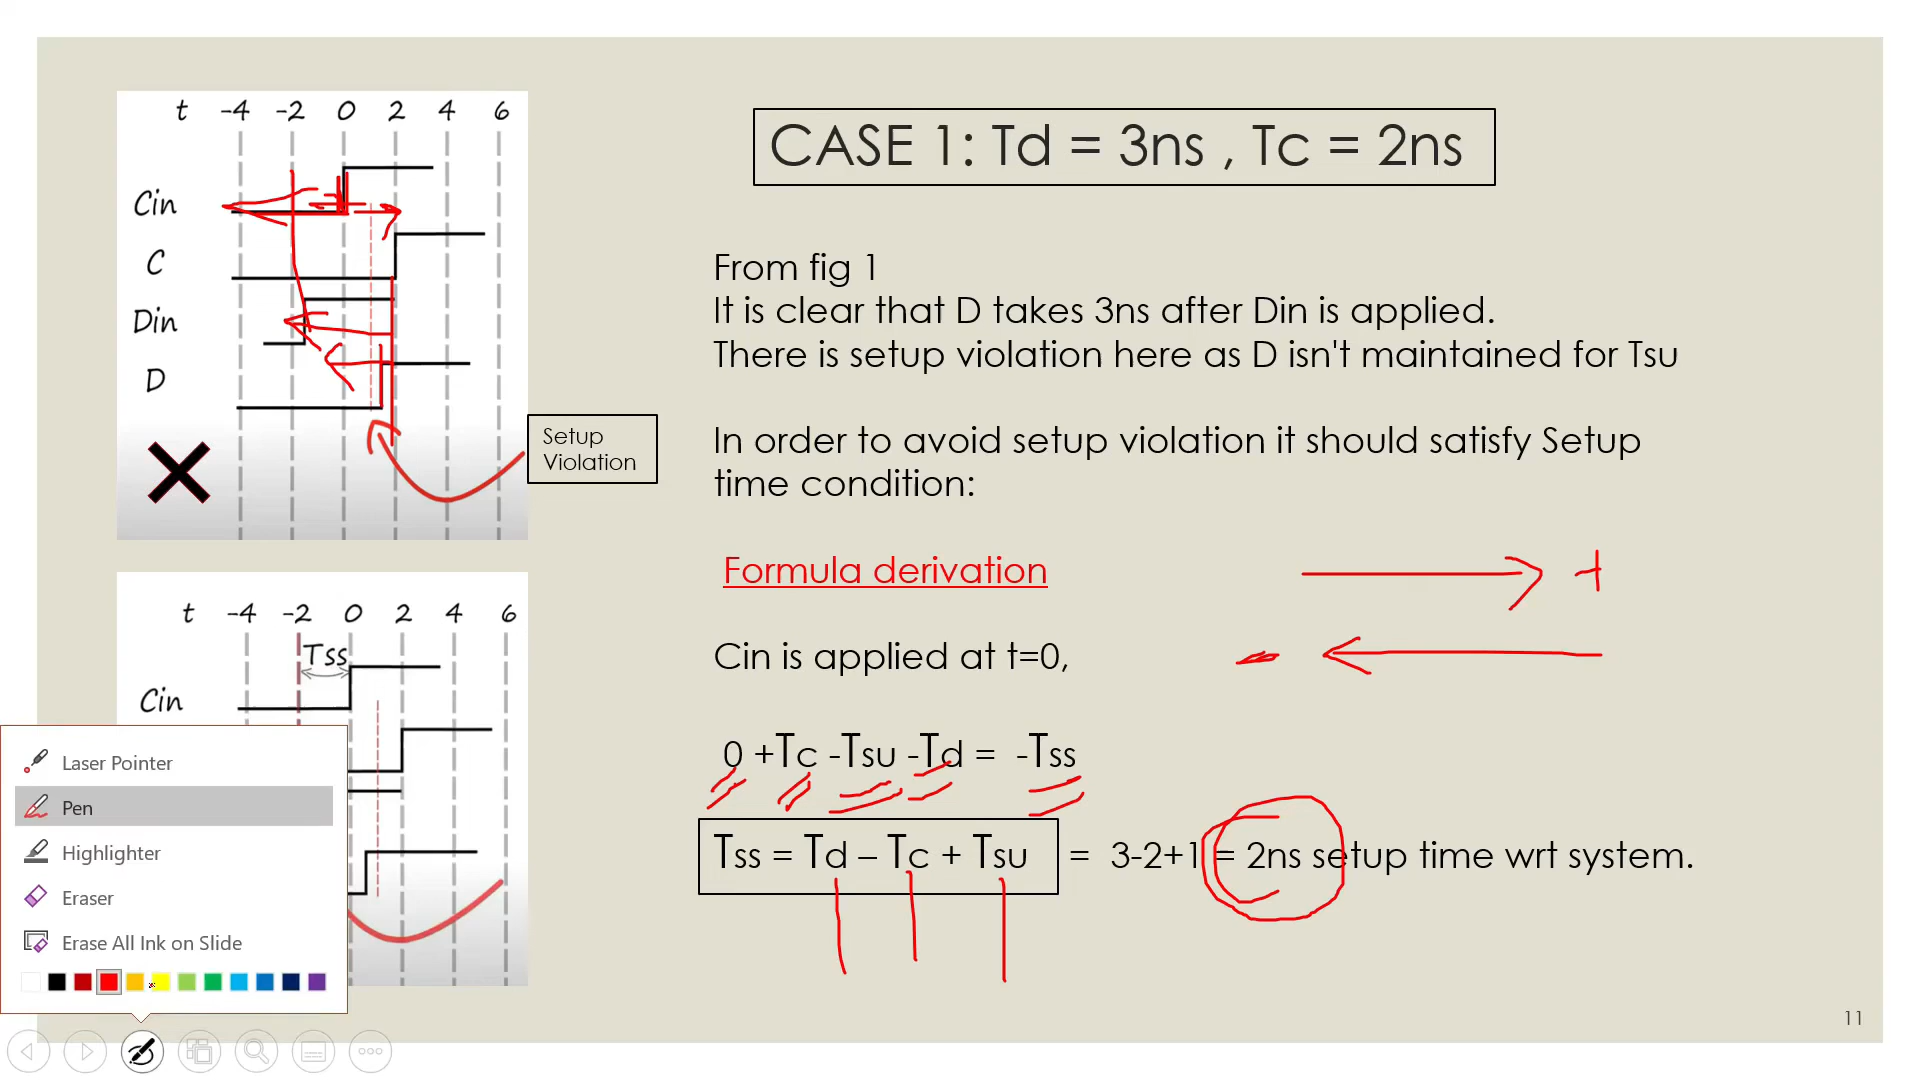 t -4 -2 0 2 4 6
Cin
C
Din
D
Setup
Violation
CASE 1: Td = 3ns , Tc = 2ns
From fig 1
It is clear that D takes 3ns after Din is applied.
There is setup violation here as D isn't maintained for Tsu
In order to avoid setup violation it should satisfy Setup
time condition:
Formula derivation
+
Cin is applied at t=0,
-
0 +Tc -Tsu -Td = -Tss
Tss = Td – Tc + Tsu = 3-2+1 = 2ns setup time wrt system.
t -4 -2 0 2 4 6
Tss
Cin
Laser Pointer
Pen
Highlighter
Eraser
Erase All Ink on Slide
11